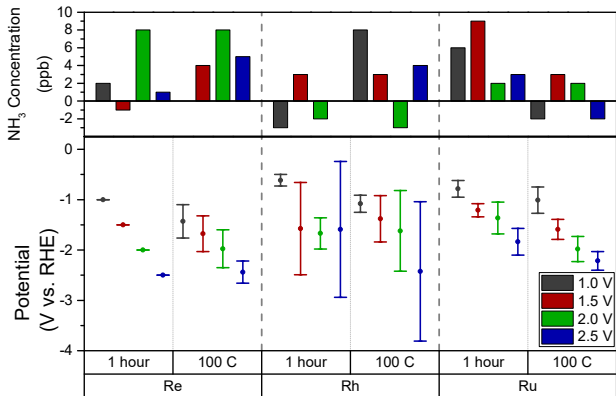 NH3 Concentration
(ppb)
10
8
6
4
2
0
-2
Potential
(V vs. RHE)
0
-1
-2
-3
-4
1.0 V
1.5 V
2.0 V
2.5 V
1 hour 100 C 1 hour 100 C 1 hour 100 C
Re Rh Ru